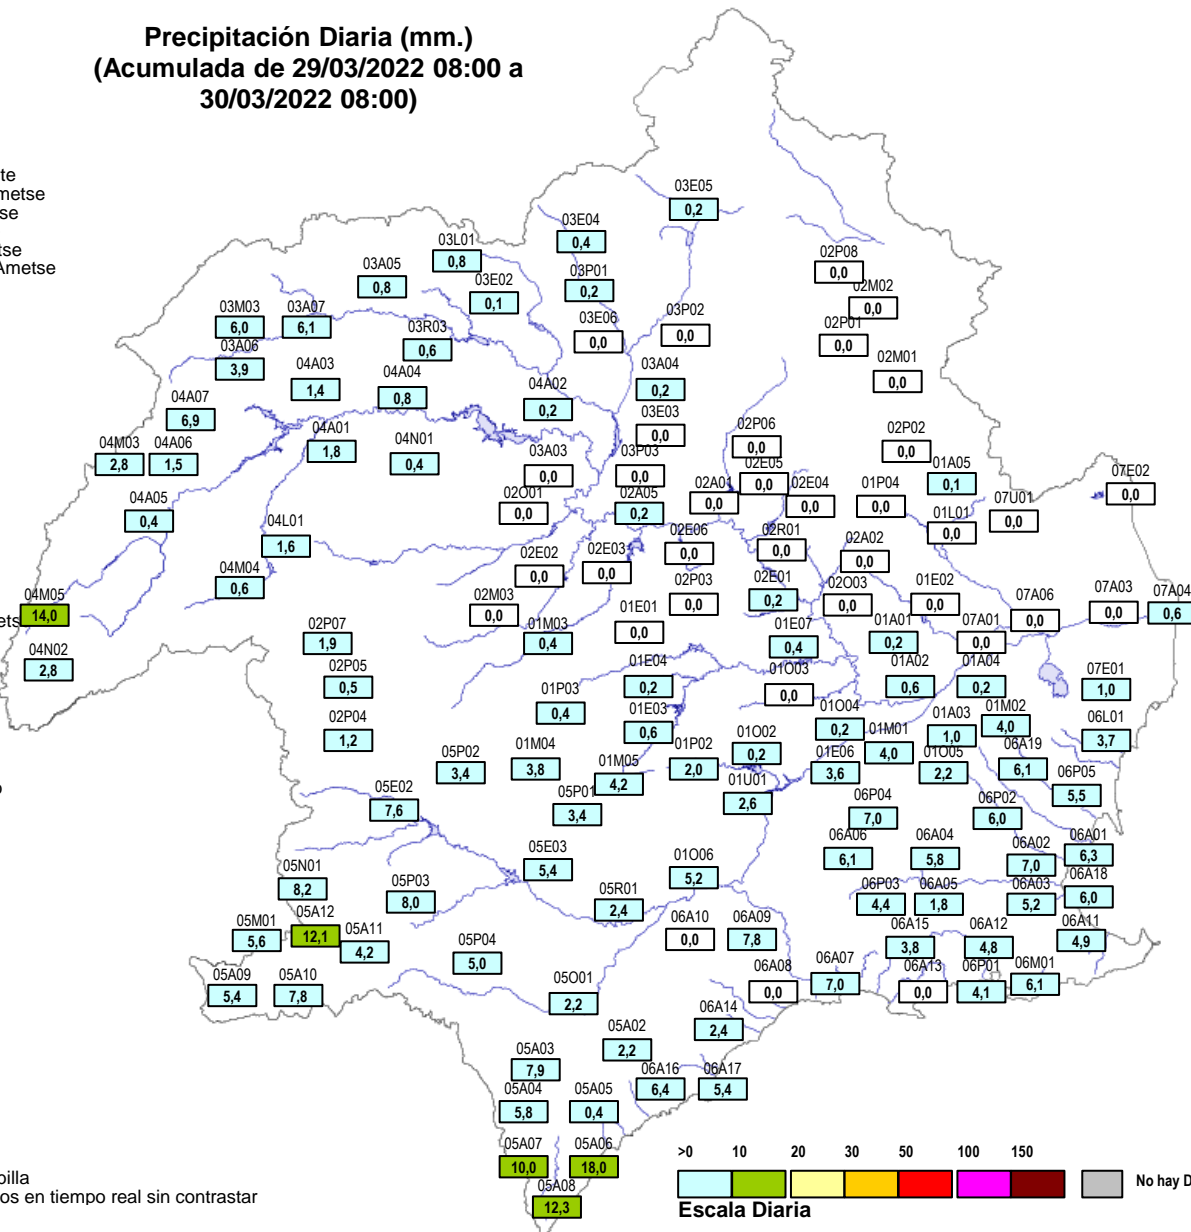 Precipitación Diaria (mm.)
(Acumulada de 29/03/2022 08:00 a
30/03/2022 08:00)
te
metse
se
tse
Ametse
03E05
0,2
03E04
0,4
03L01
0,8
03A05
0,8
03E02
0,1
03P01
0,2
02P08
0,0
02M02
0,0
03M03
6,0
03A07
6,1
03R03
0,6
03E06
0,0
03P02
0,0
02P01
0,0
03A06
3,9
04A03
1,4
04A04
0,8
04A02
0,2
03A04
0,2
02M01
0,0
04A07
6,9
03E03
0,0
04M03
2,8
04A06
1,5
04A01
1,8
04N01
0,4
03A03
0,0
03P03
0,0
02P06
0,0
02E05
0,0
02P02
0,0
01A05
0,1
07E02
0,0
04A05
0,4
02O01
0,0
02A05
0,2
02A01
0,0
02E04
0,0
01P04
0,0
07U01
0,0
01L01
0,0
04L01
1,6
02E06
0,0
02R01
0,0
02A02
0,0
04M04
0,6
02E02
0,0
02E03
0,0
02P03
0,0
02E01
0,2
02O03
0,0
01E02
0,0
07A03
0,0
07A04
0,6
04M05
14,0
ets
02M03
0,0
01E01
0,0
07A06
0,0
02P07
1,9
01M03
0,4
01E07
0,4
01A01
0,2
07A01
0,0
04N02
2,8
02P05
0,5
01E04
0,2
01O03
0,0
01A02
0,6
01A04
0,2
07E01
1,0
01P03
0,4
01E03
0,6
01O04
0,2
01A03
1,0
01M02
4,0
06L01
3,7
02P04
1,2
01M01
4,0
05P02
3,4
01M04
3,8
01M05
4,2
01P02
2,0
01O02
0,2
01E06
3,6
01O05
2,2
06A19
6,1
06P05
5,5
o
05E02
7,6
05P01
3,4
01U01
2,6
06P04
7,0
06P02
6,0
05E03
5,4
01O06
5,2
06A06
6,1
06A04
5,8
06A02
7,0
06A01
6,3
05N01
8,2
05P03
8,0
05R01
2,4
06P03
4,4
06A05
1,8
06A03
5,2
06A18
6,0
05M01
5,6
05A12
12,1
05A11
4,2
06A10
0,0
06A09
7,8
06A15
3,8
06A12
4,8
06A11
4,9
05P04
5,0
05A09
5,4
05A10
7,8
05O01
2,2
06A08
0,0
06A07
7,0
06A13
0,0
06P01
4,1
06M01
6,1
06A14
2,4
05A02
2,2
05A03
7,9
06A16
6,4
06A17
5,4
05A04
5,8
05A05
0,4
05A07
10,0
05A06
18,0
05A08
12,3
oilla
os en tiempo real sin contrastar
>0 10 20 30 50 100 150
No hay D
Escala Diaria